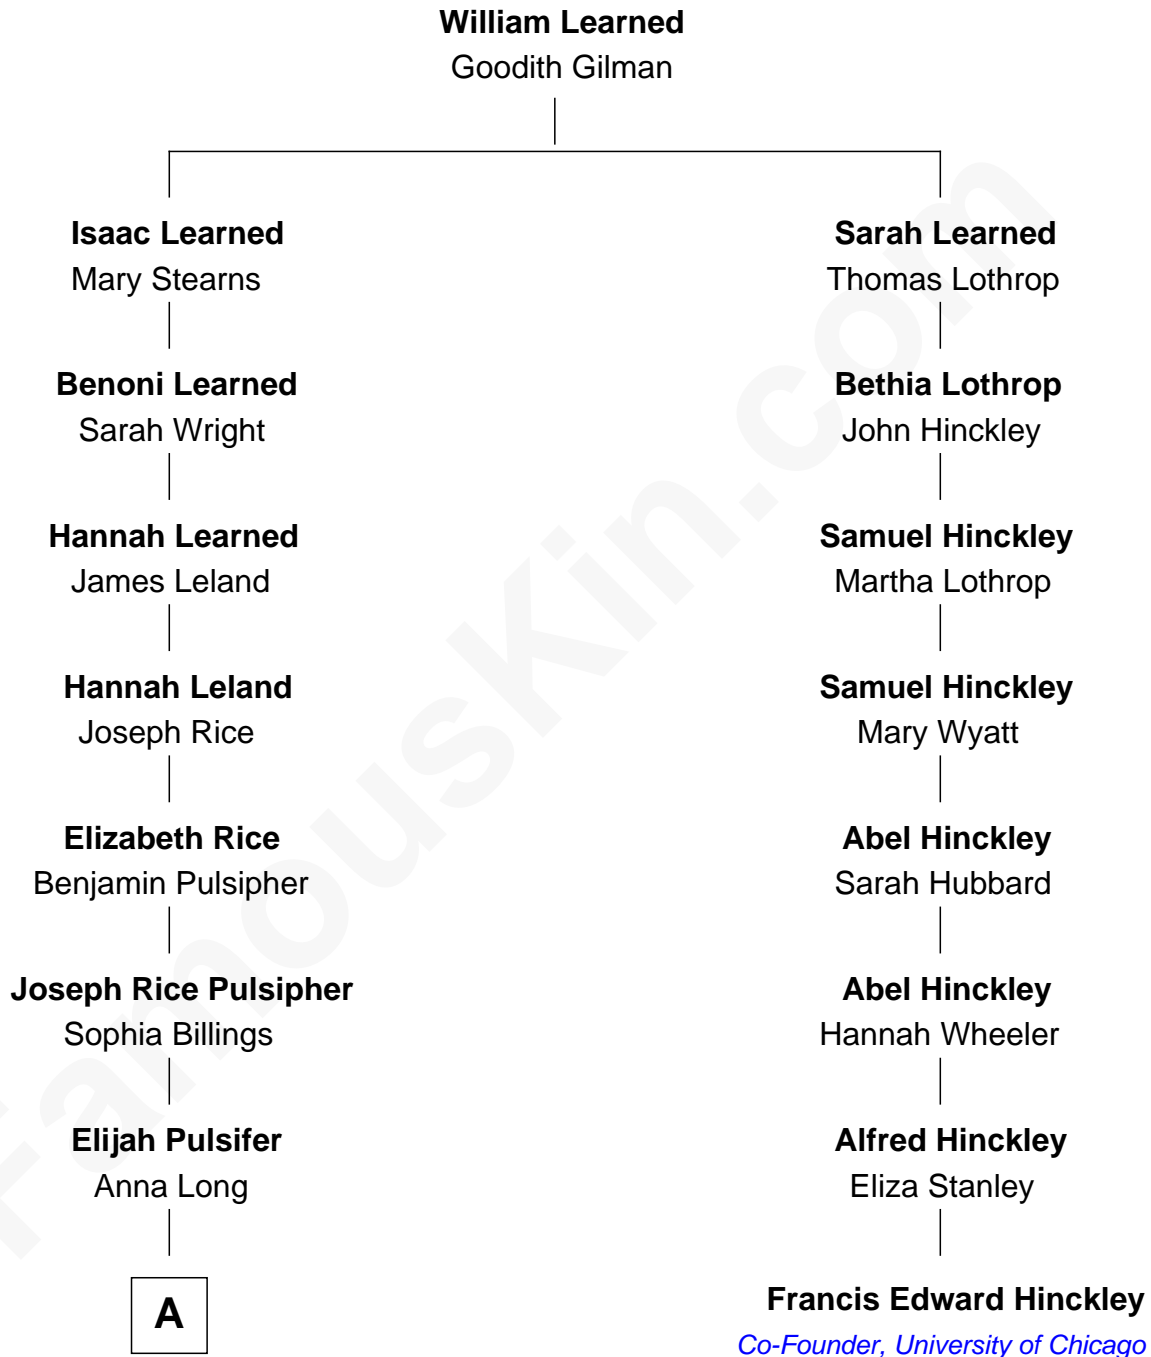 William Learned
Goodith Gilman
Isaac Learned
Mary Stearns
Benoni Learned
Sarah Wright
Hannah Learned
James Leland
Hannah Leland
Joseph Rice
Elizabeth Rice
Benjamin Pulsipher
Joseph Rice Pulsipher
Sophia Billings
Elijah Pulsifer
Anna Long
A
Sarah Learned
Thomas Lothrop
Bethia Lothrop
John Hinckley
Samuel Hinckley
Martha Lothrop
Samuel Hinckley
Mary Wyatt
Abel Hinckley
Sarah Hubbard
Abel Hinckley
Hannah Wheeler
Alfred Hinckley
Eliza Stanley
Francis Edward Hinckley
Co-Founder, University of Chicago
FamousKin.com